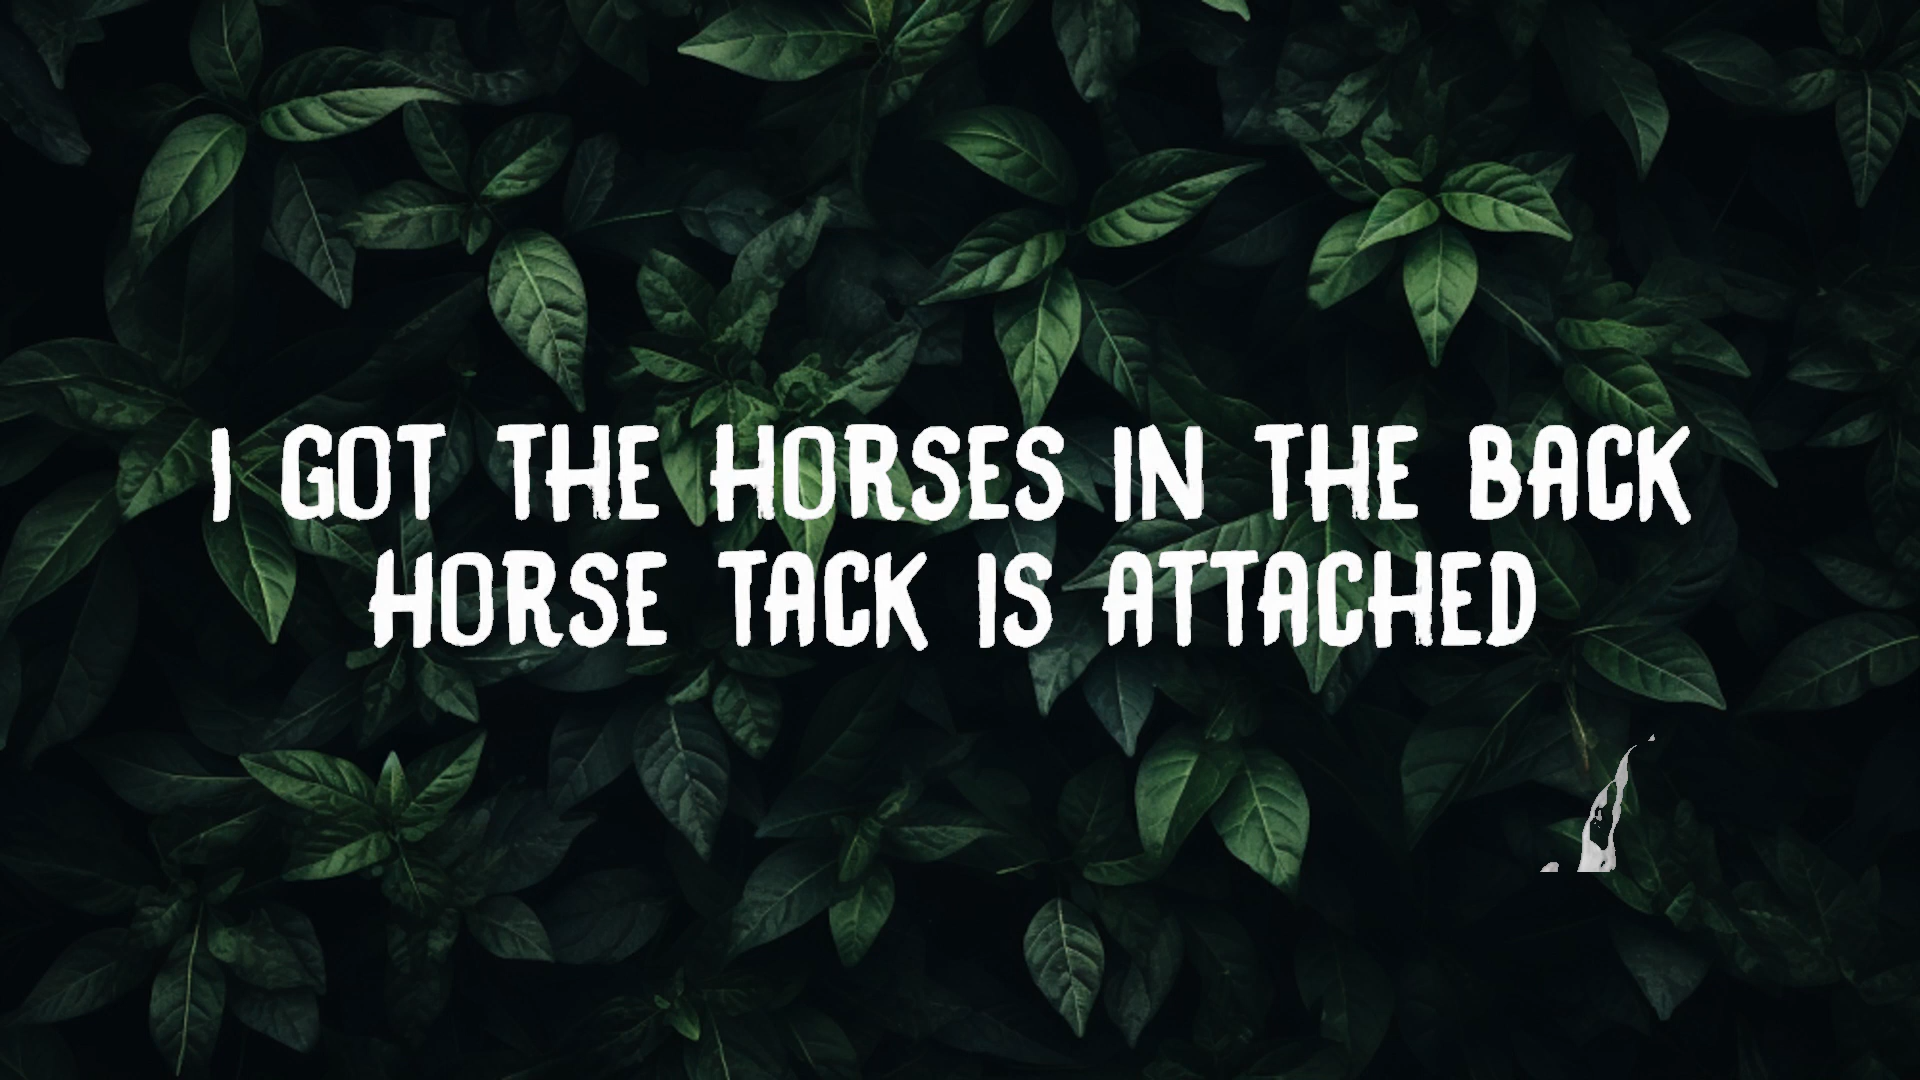 I GOT THE HORSES IN THE BACK
HORSE TACK IS ATTACHED